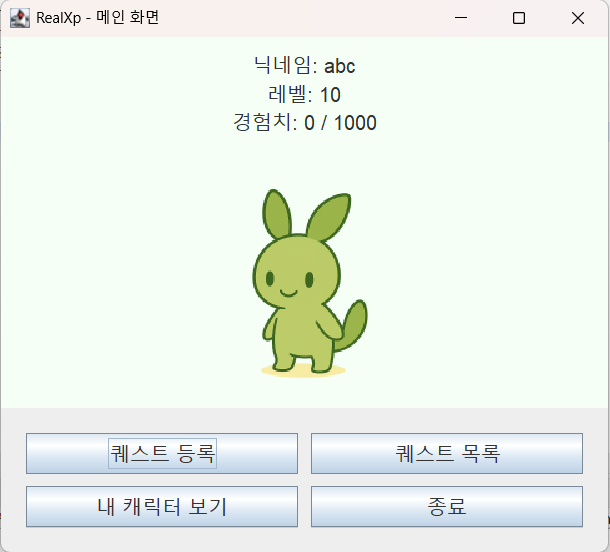 RealXp - 메인 화면
닉네임: abc
레벨: 10
경험치: 0 / 1000
퀘스트 등록
퀘스트 목록
내 캐릭터 보기
종료